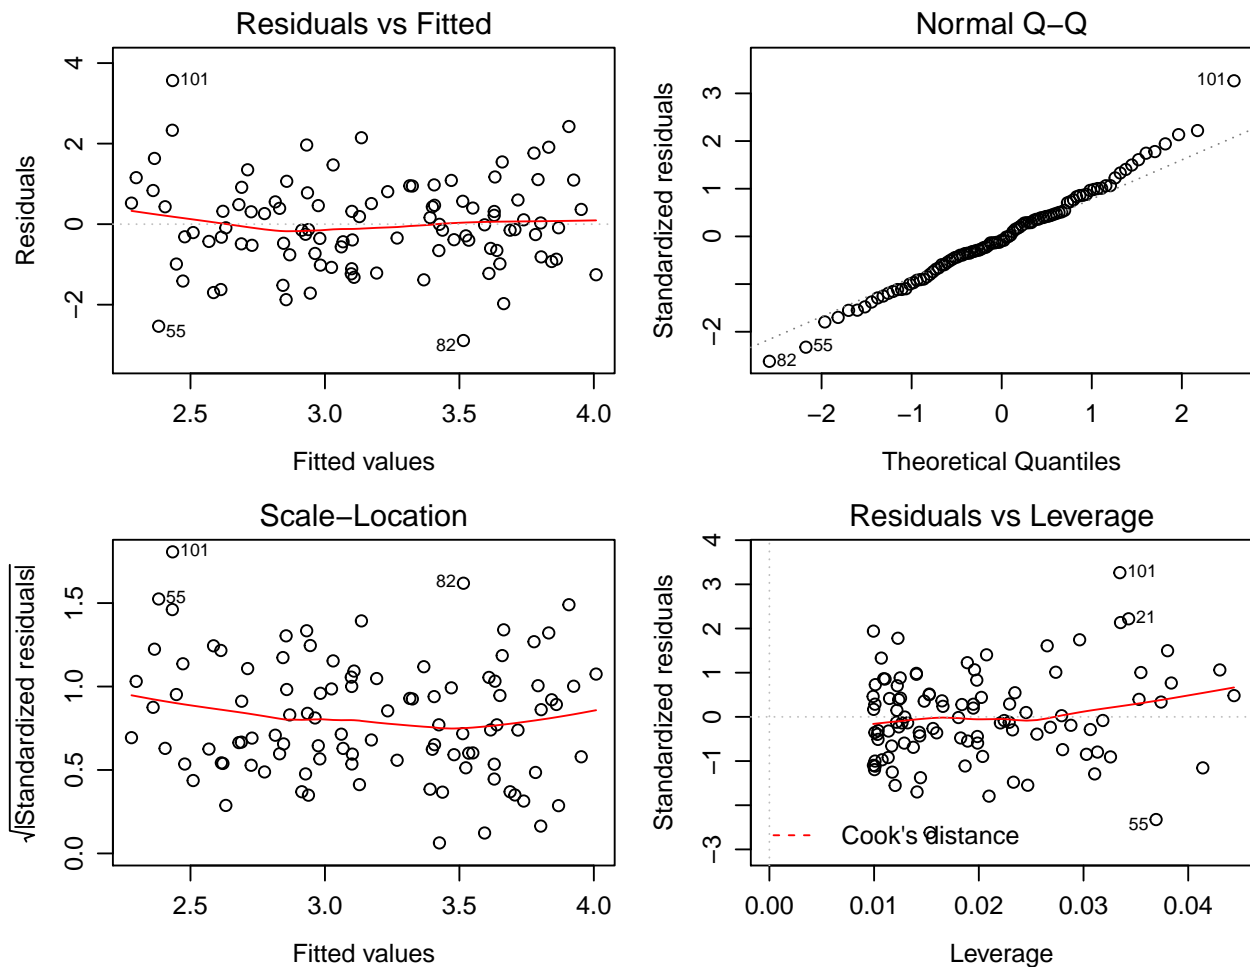 Residuals vs Fitted
Residuals
4
2
0
−2
101
55
82
2.5 3.0 3.5 4.0
Fitted values
Normal Q−Q
Standardized residuals
3
2
1
0
−2
101
82
55
−2 −1 0 1 2
Theoretical Quantiles
Scale−Location
√|Standardized residuals|
1.5
1.0
0.5
0.0
101
55
82
2.5 3.0 3.5 4.0
Fitted values
Residuals vs Leverage
Standardized residuals
4
3
2
1
0
−1
−3
101
21
55
Cook's distance
0.00 0.01 0.02 0.03 0.04
Leverage